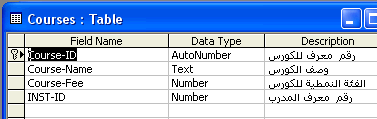 Courses : Table
Field Name Data Type Description
Course-ID AutoNumber رقم معرف للكورس
Course-Name Text وصف الكورس
Course-Fee Number الفئة النمطية للكورس
INST-ID Number رقم معرف المدرب